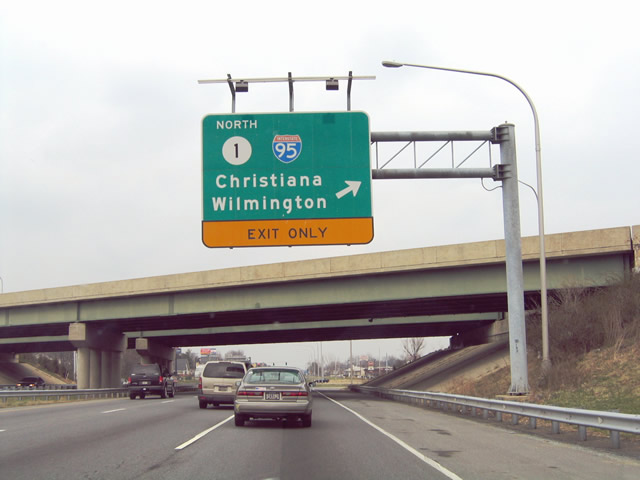 NORTH
1
INTERSTATE
95
Christiana
Wilmington
EXIT ONLY